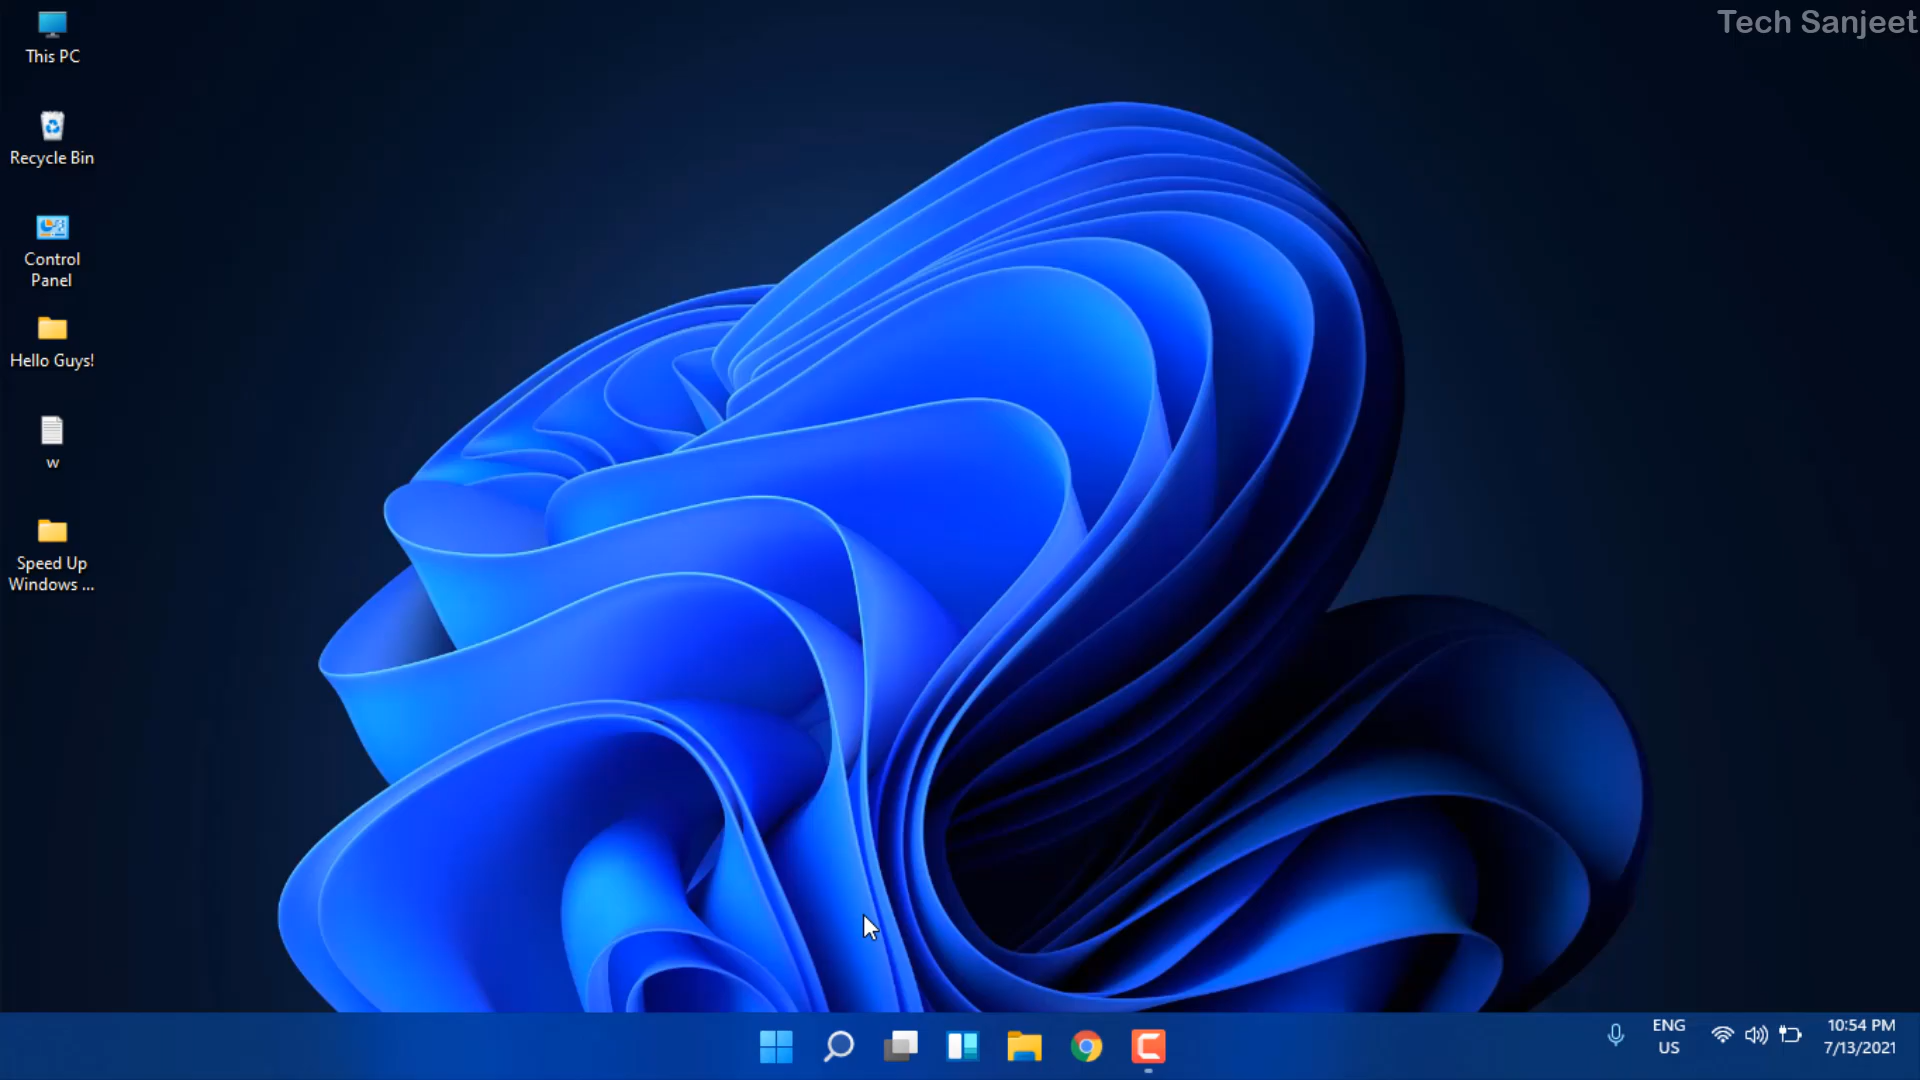 Tech Sanjeet
This PC
Recycle Bin
Control
Panel
Hello Guys!
w
Speed Up
Windows ...
ENG
US
10:54 PM
7/13/2021